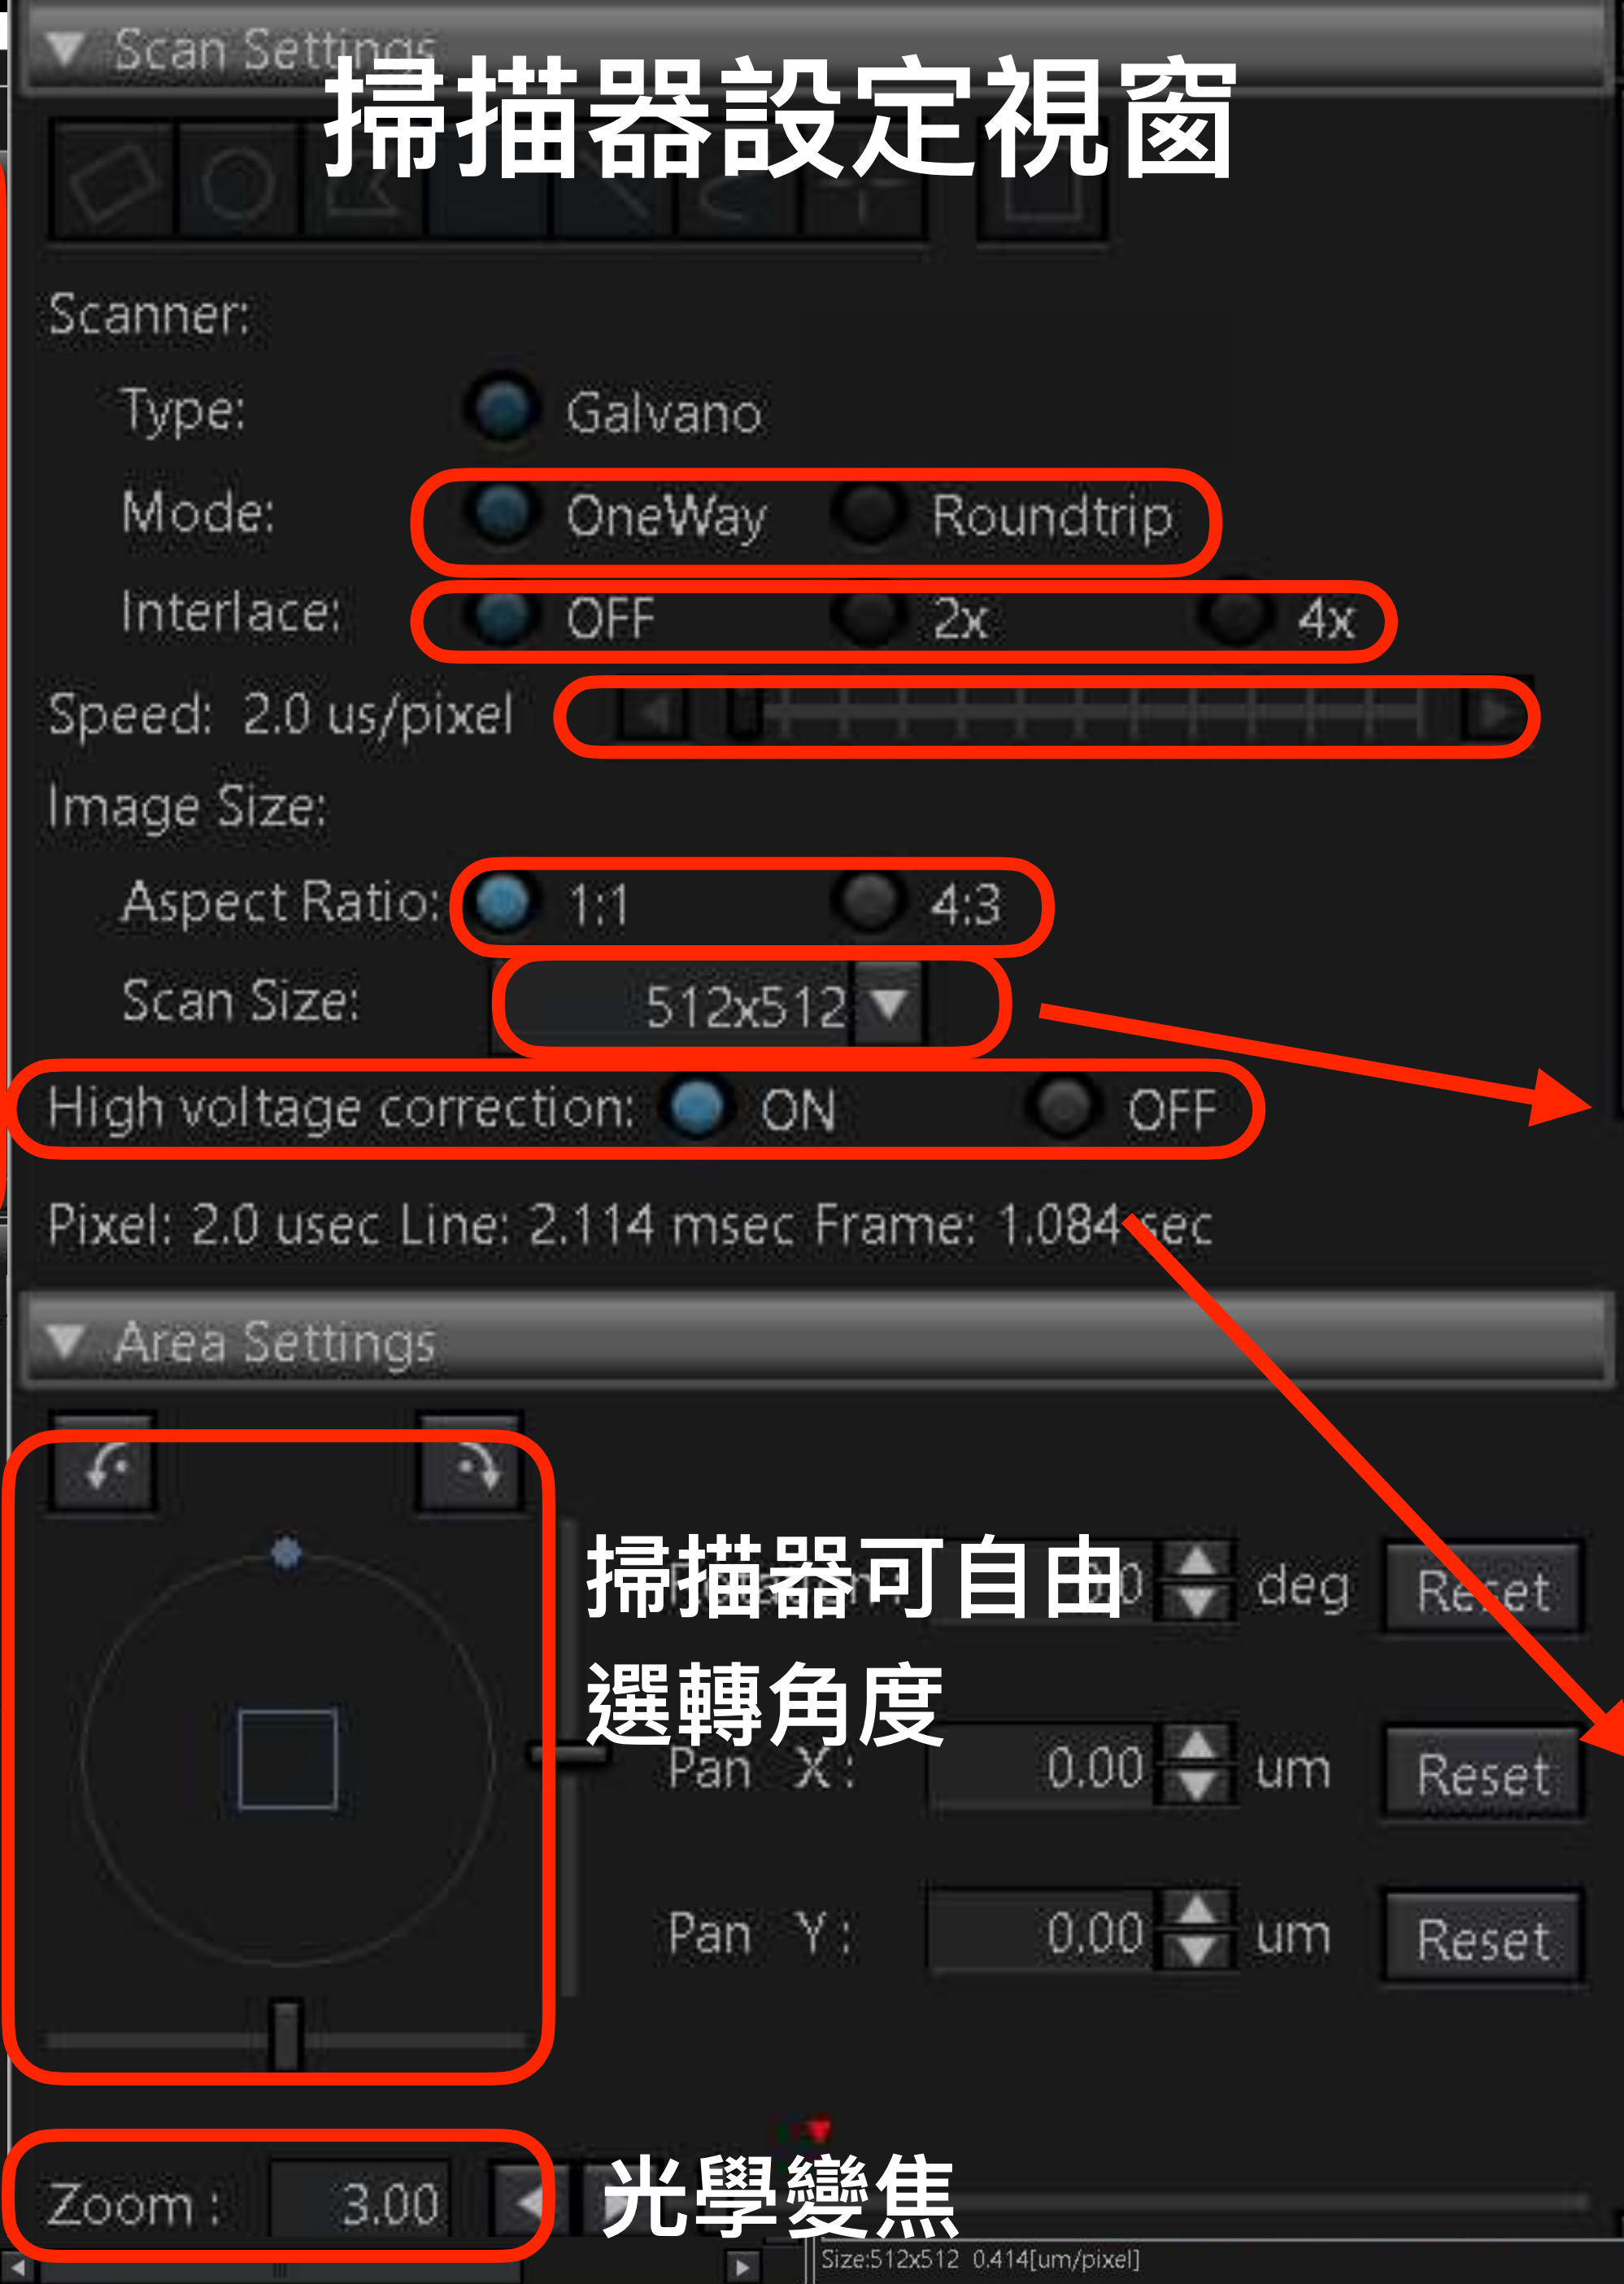 Scan Settings
掃描器設定視窗
Scanner:
Type: Galvano
Mode: OneWay Roundtrip
Interlace: OFF 2x 4x
Speed: 2.0 us/pixel
Image Size:
Aspect Ratio: 1:1 4:3
Scan Size: 512x512
High voltage correction: ON OFF
Pixel: 2.0 usec Line: 2.114 msec Frame: 1.084 sec
Area Settings
掃描器可自由
deg Reset
選轉角度
Pan X: 0.00 um Reset
Pan Y: 0.00 um Reset
Zoom : 3.00 光學變焦
Size:512x512 0.414[um/pixel]